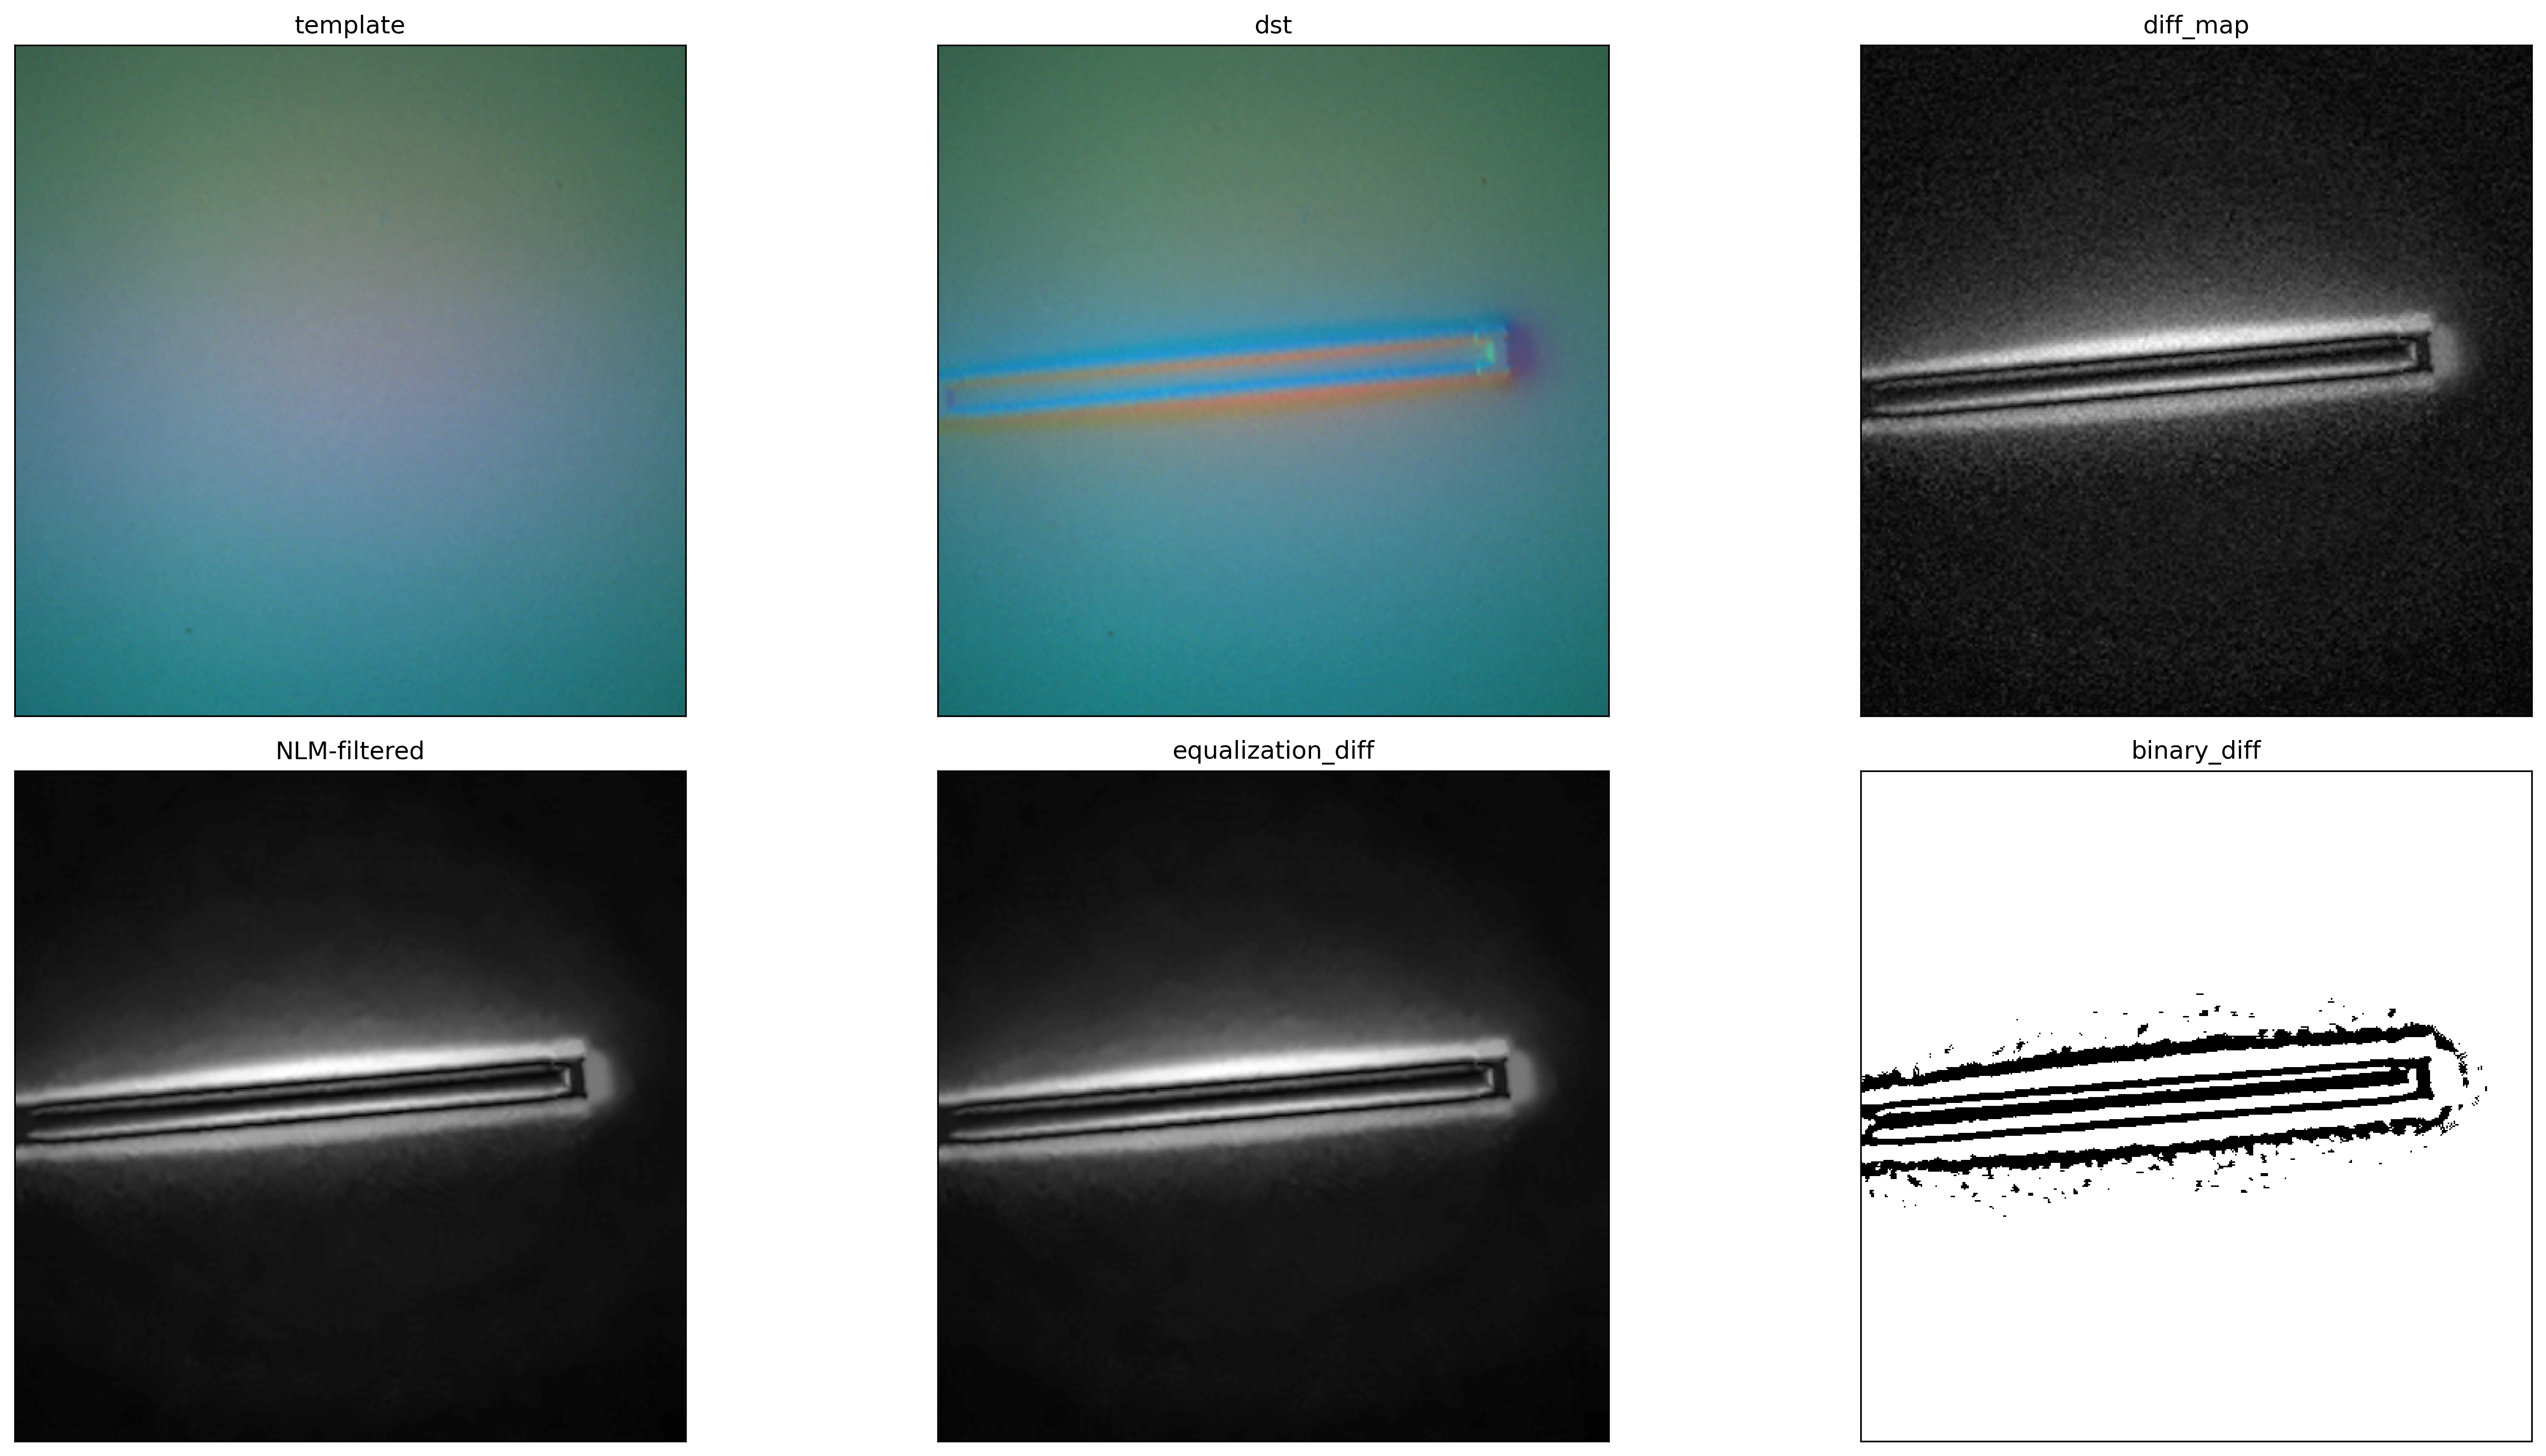 template
dst
diff_map
NLM-filtered
equalization_diff
binary_diff